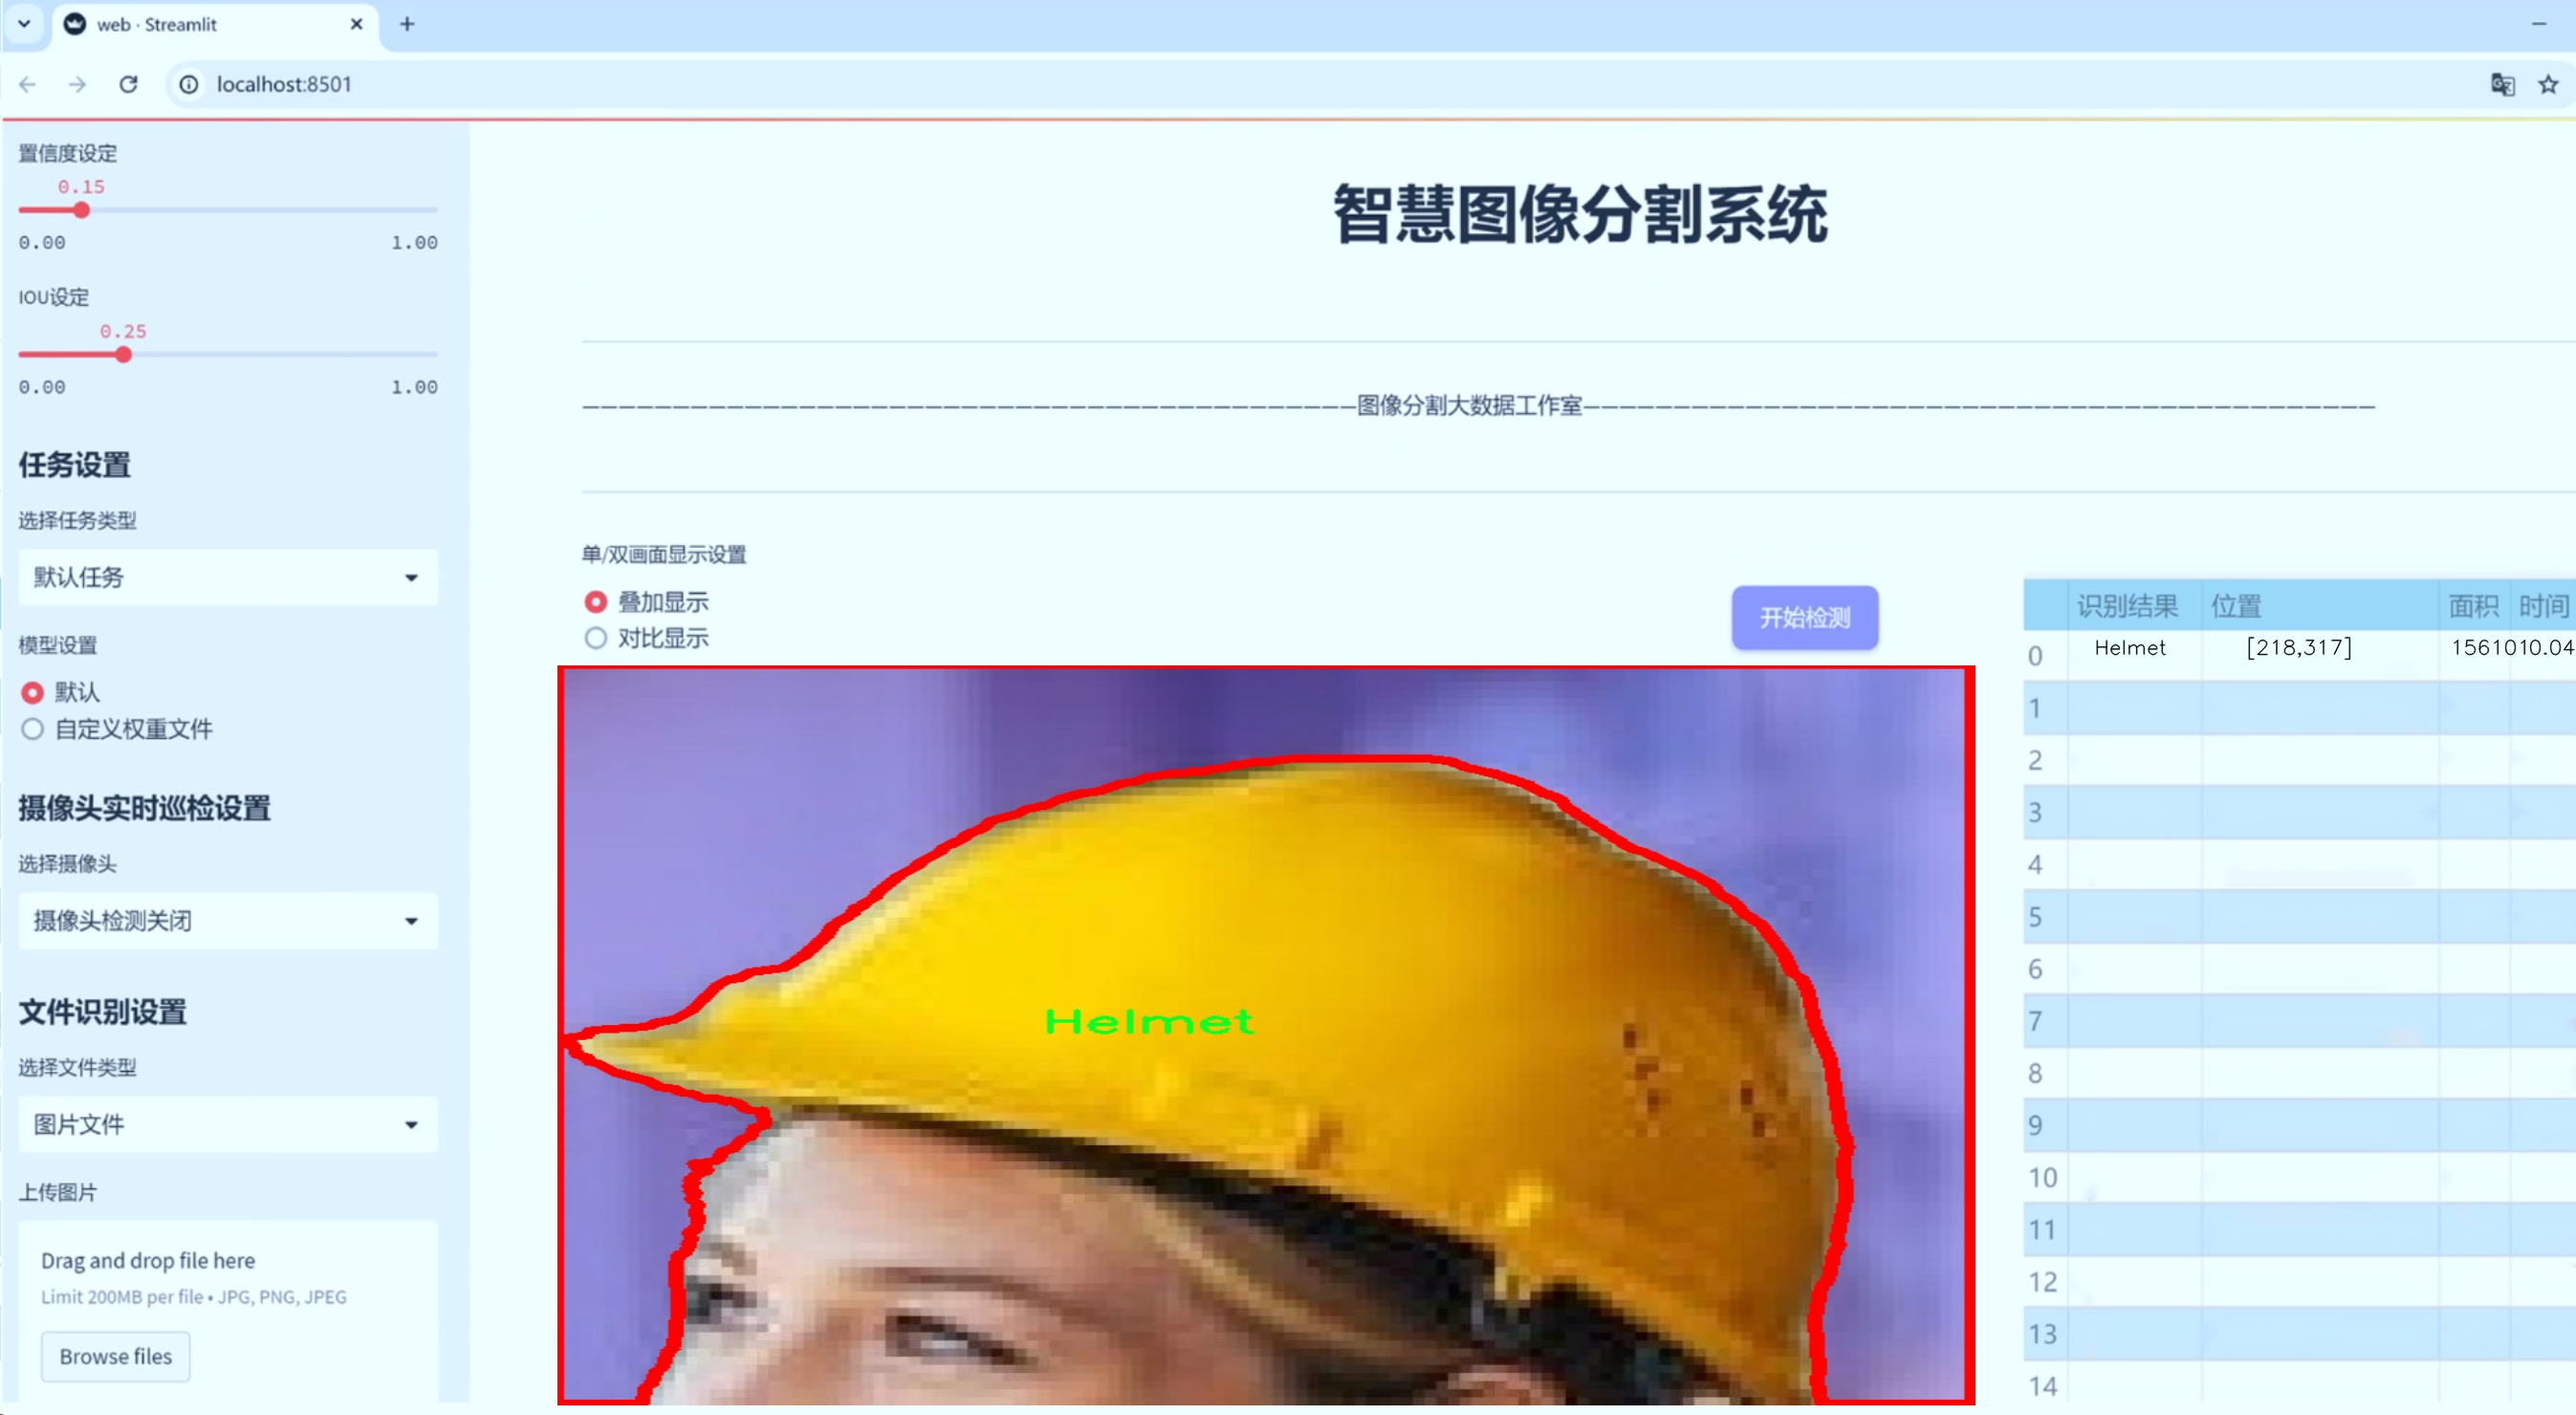 web · Streamlit
localhost:8501
置信度设定
0.15
0.00 1.00
IOU设定
0.25
0.00 1.00
任务设置
选择任务类型
默认任务
模型设置
默认
自定义权重文件
摄像头实时巡检设置
选择摄像头
摄像头检测关闭
文件识别设置
选择文件类型
图片文件
上传图片
Drag and drop file here
Limit 200MB per file • JPG, PNG, JPEG
Browse files
智慧图像分割系统
图像分割大数据工作室
单/双画面显示设置
叠加显示
对比显示
开始检测
Helmet
识别结果 位置 面积 时间
0 Helmet [218,317] 1561010.04
1
2
3
4
5
6
7
8
9
10
11
12
13
14